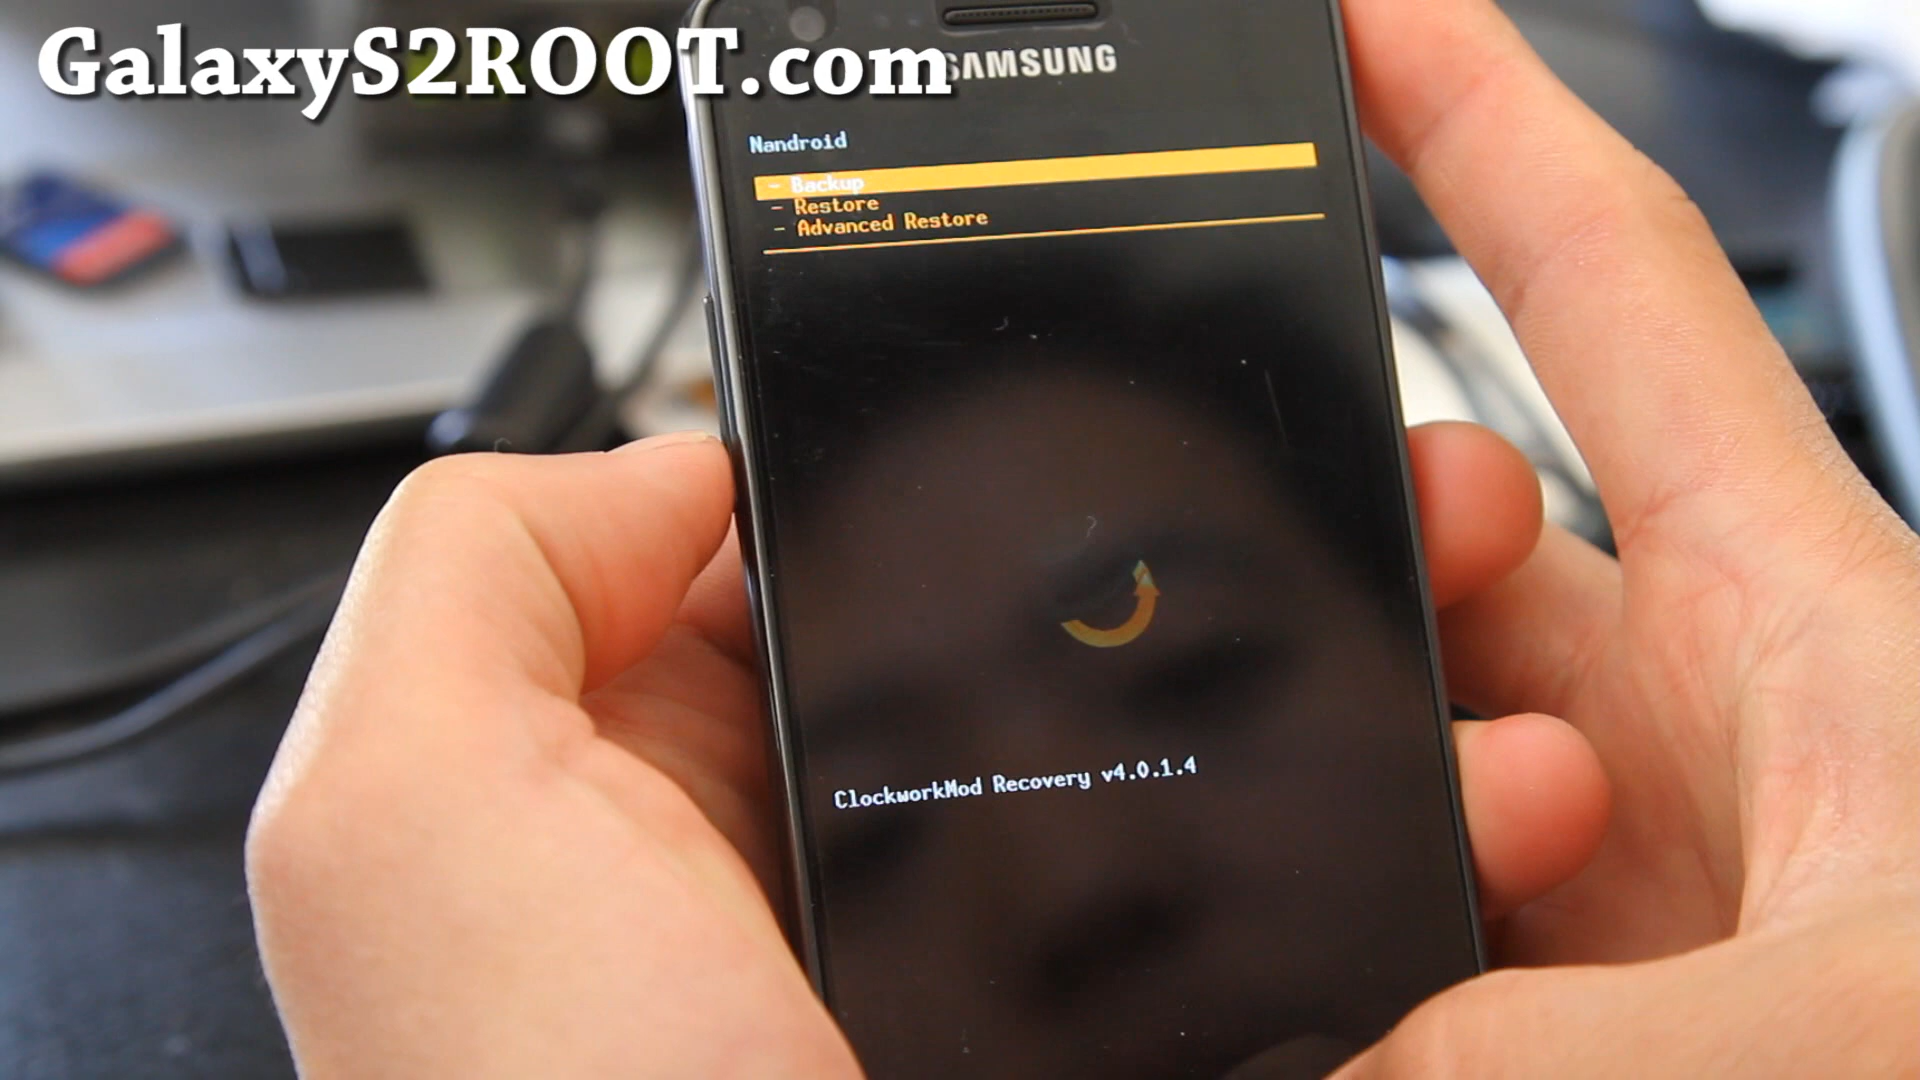 GalaxyS2ROOT.com
SAMSUNG
Nandroid
- Backup
- Restore
- Advanced Restore
ClockworkMod Recovery v4.0.1.4